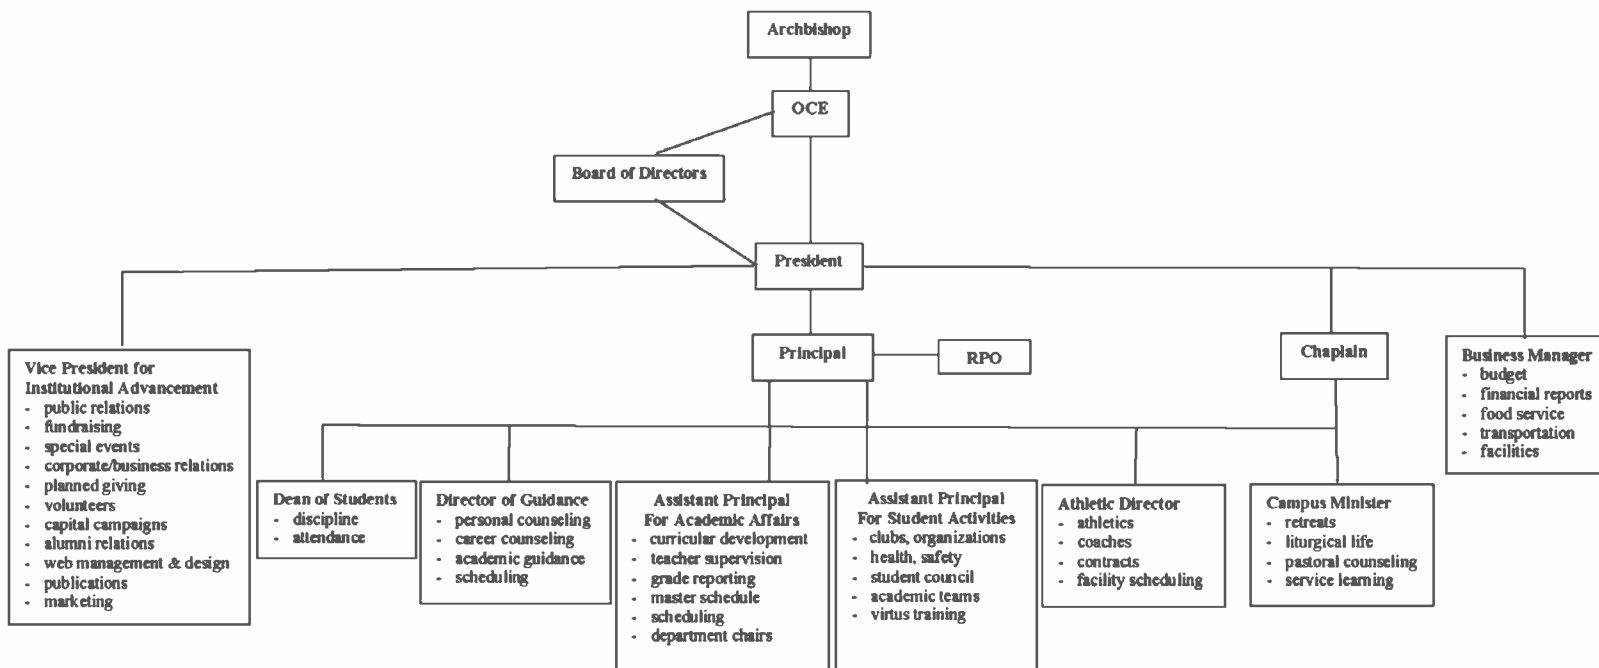 Archbishop
OCE
Board of Directors
President
Principal
RPO
Chaplain
Vice President for
Institutional Advancement
- public relations
- fundraising
- special events
- corporate/business relations
- planned giving
- volunteers
- capital campaigns
- alumni relations
- web management & design
- publications
- marketing
Business Manager
- budget
- financial reports
- food service
- transportation
- facilities
Dean of Students
- discipline
- attendance
Director of Guidance
- personal counseling
- career counseling
- academic guidance
- scheduling
Assistant Principal
For Academic Affairs
- curricular development
- teacher supervision
- grade reporting
- master schedule
- scheduling
- department chairs
Assistant Principal
For Student Activities
- clubs, organizations
- health, safety
- student council
- academic teams
- virtus training
Athletic Director
- athletics
- coaches
- contracts
- facility scheduling
Campus Minister
- retreats
- liturgical life
- pastoral counseling
- service learning